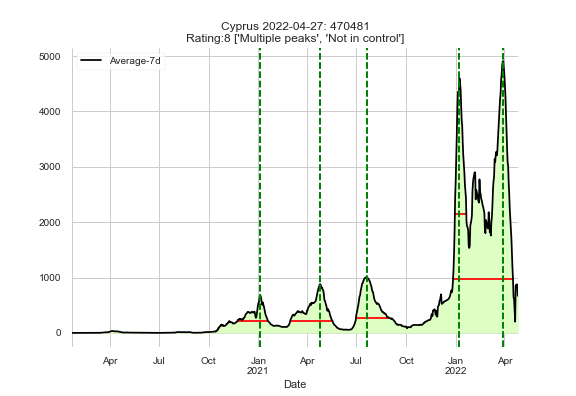 Cyprus 2022-04-27: 470481
Rating:8 ['Multiple peaks', 'Not in control']
Average-7d
5000
4000
3000
2000
1000
0
Apr Jul Oct Jan Apr Jul Oct Jan Apr
2021 2022
Date